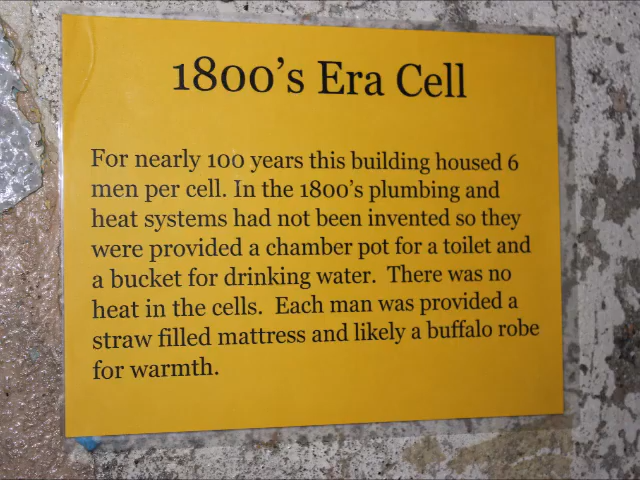 1800's Era Cell
For nearly 100 years this building housed 6
men per cell. In the 1800's plumbing and
heat systems had not been invented so they
were provided a chamber pot for a toilet and
a bucket for drinking water. There was no
heat in the cells. Each man was provided a
straw filled mattress and likely a buffalo robe
for warmth.